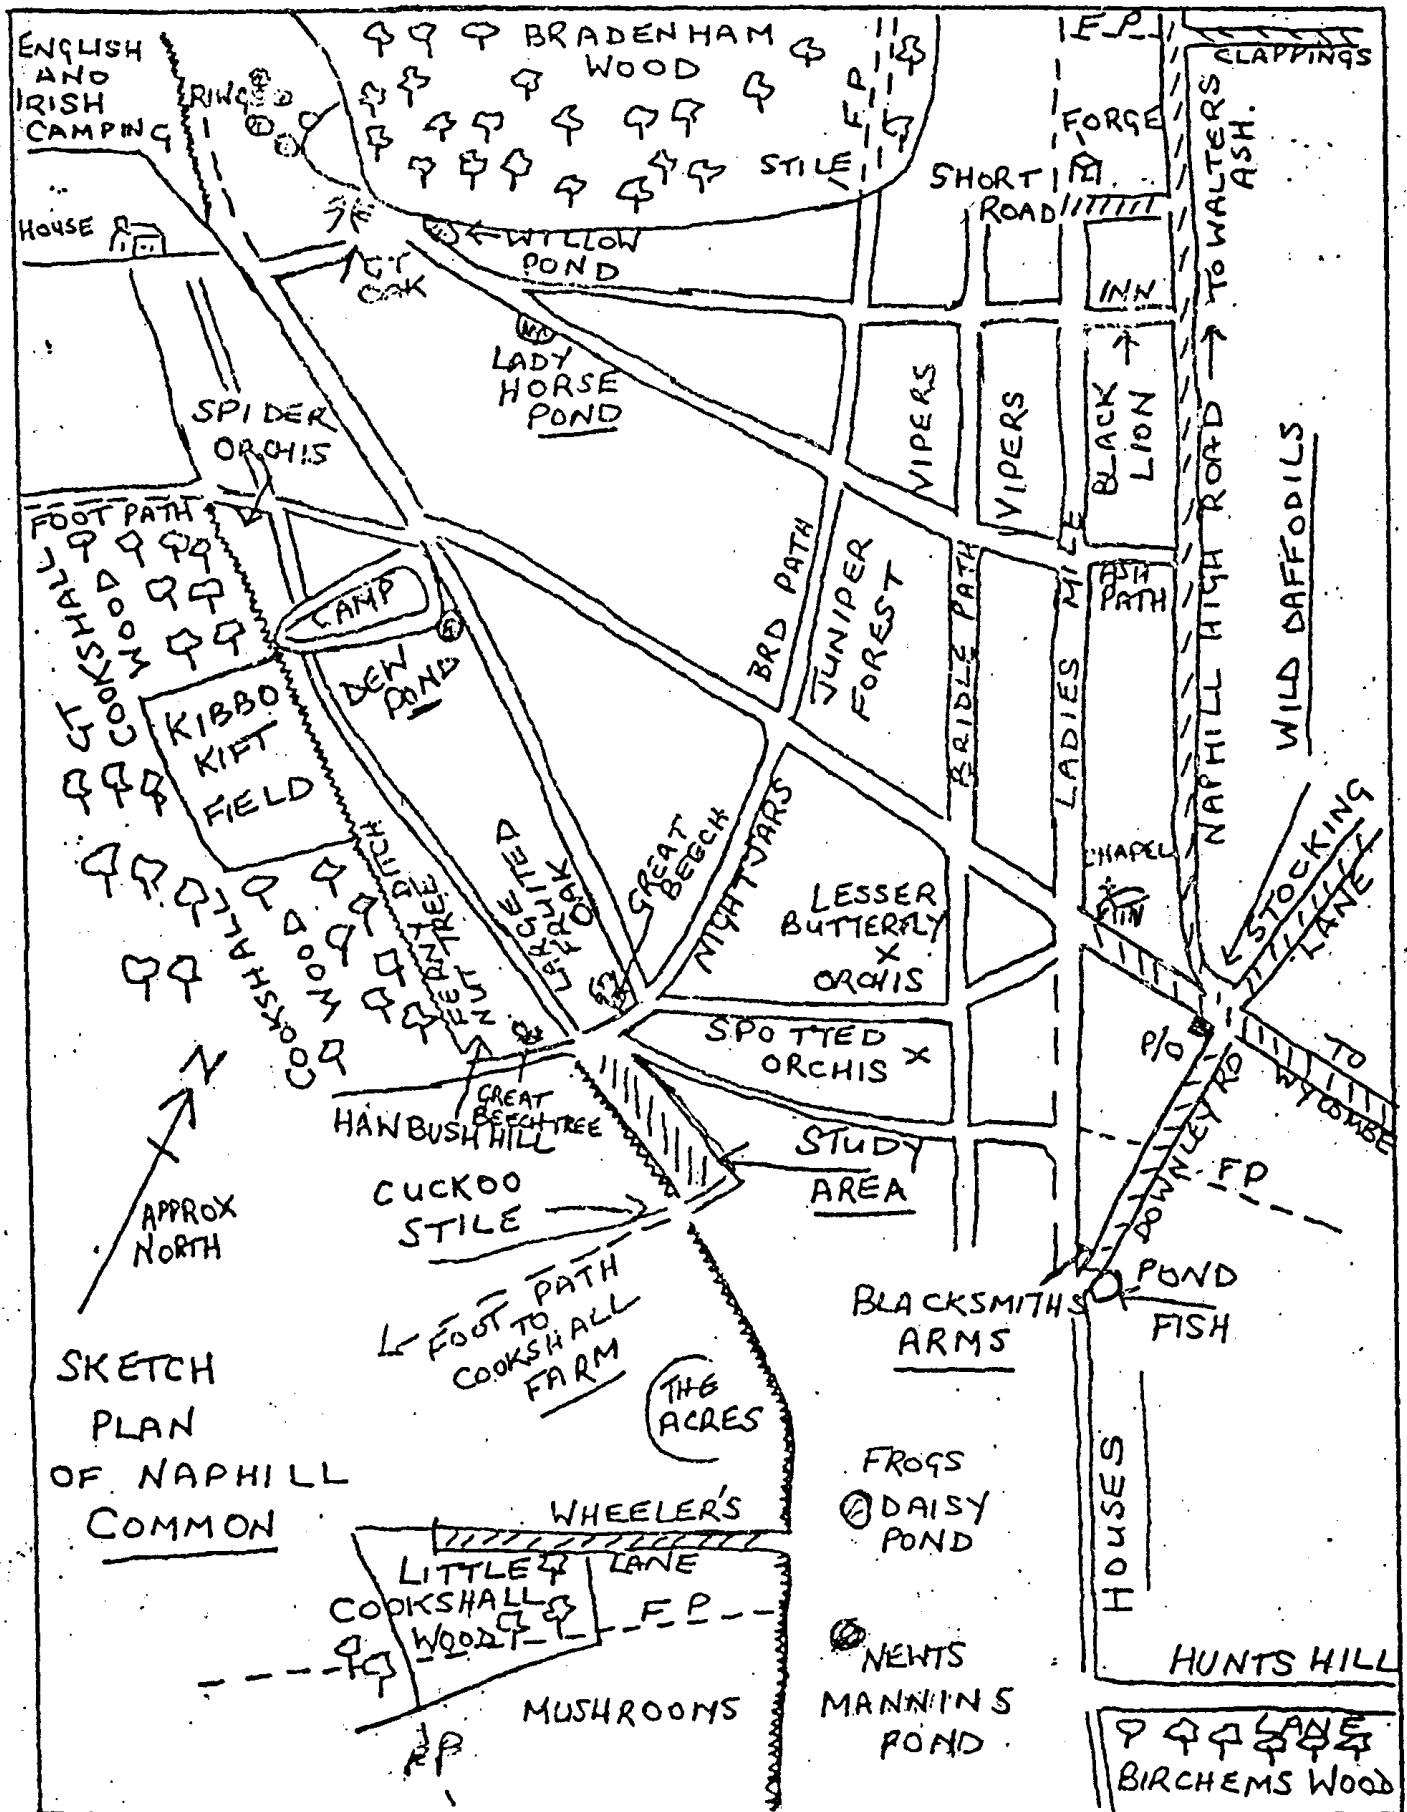 ENGLISH
AND
IRISH
CAMPING
RINGS
BRADENHAM
WOOD
F P
STILE
F P
CLAPPINGS
FORGE
SHORT
ROAD
TO WALTERS
ASH.
HOUSE
WILLOW
POND
GT
OAK
INN
LADY
HORSE
POND
SPIDER
ORCHIS
VIPERS
VIPERS
BLACK
LION
NAPHILL HIGH ROAD
WILD DAFFODILS
FOOT PATH
GT
COOKSHALL
WOOD
CAMP
DEW
POND
BRD PATH
JUNIPER
FOREST
BRIDLE PATH
LADIES MILE
ASH
PATH
KIBBO
KIFT
FIELD
FERNY DITCH
NUT TREE
LARGE
FRUITED
OAK
GREAT
BEECH
NIGHTJARS
LESSER
BUTTERFLY
X
ORCHIS
CHAPEL
STOCKING
LANE
COOKSHALL
WOOD
SPOTTED
ORCHIS X
P/O
TO
WYCOMBE
DOWNLEY RD
N
APPROX
NORTH
GREAT
BEECH TREE
HAWBUSH HILL
STUDY
AREA
CUCKOO
STILE
FP
FOOT PATH
TO
COOKSHALL
FARM
BLACKSMITHS
ARMS
POND
FISH
SKETCH
PLAN
OF NAPHILL
COMMON
THE
ACRES
HOUSES
FROGS
DAISY
POND
WHEELER'S
LANE
LITTLE
COOKSHALL
WOOD
F P
NEWTS
MANNINS
POND
MUSHROOMS
FP
HUNTS HILL
LANE
BIRCHEMS WOOD